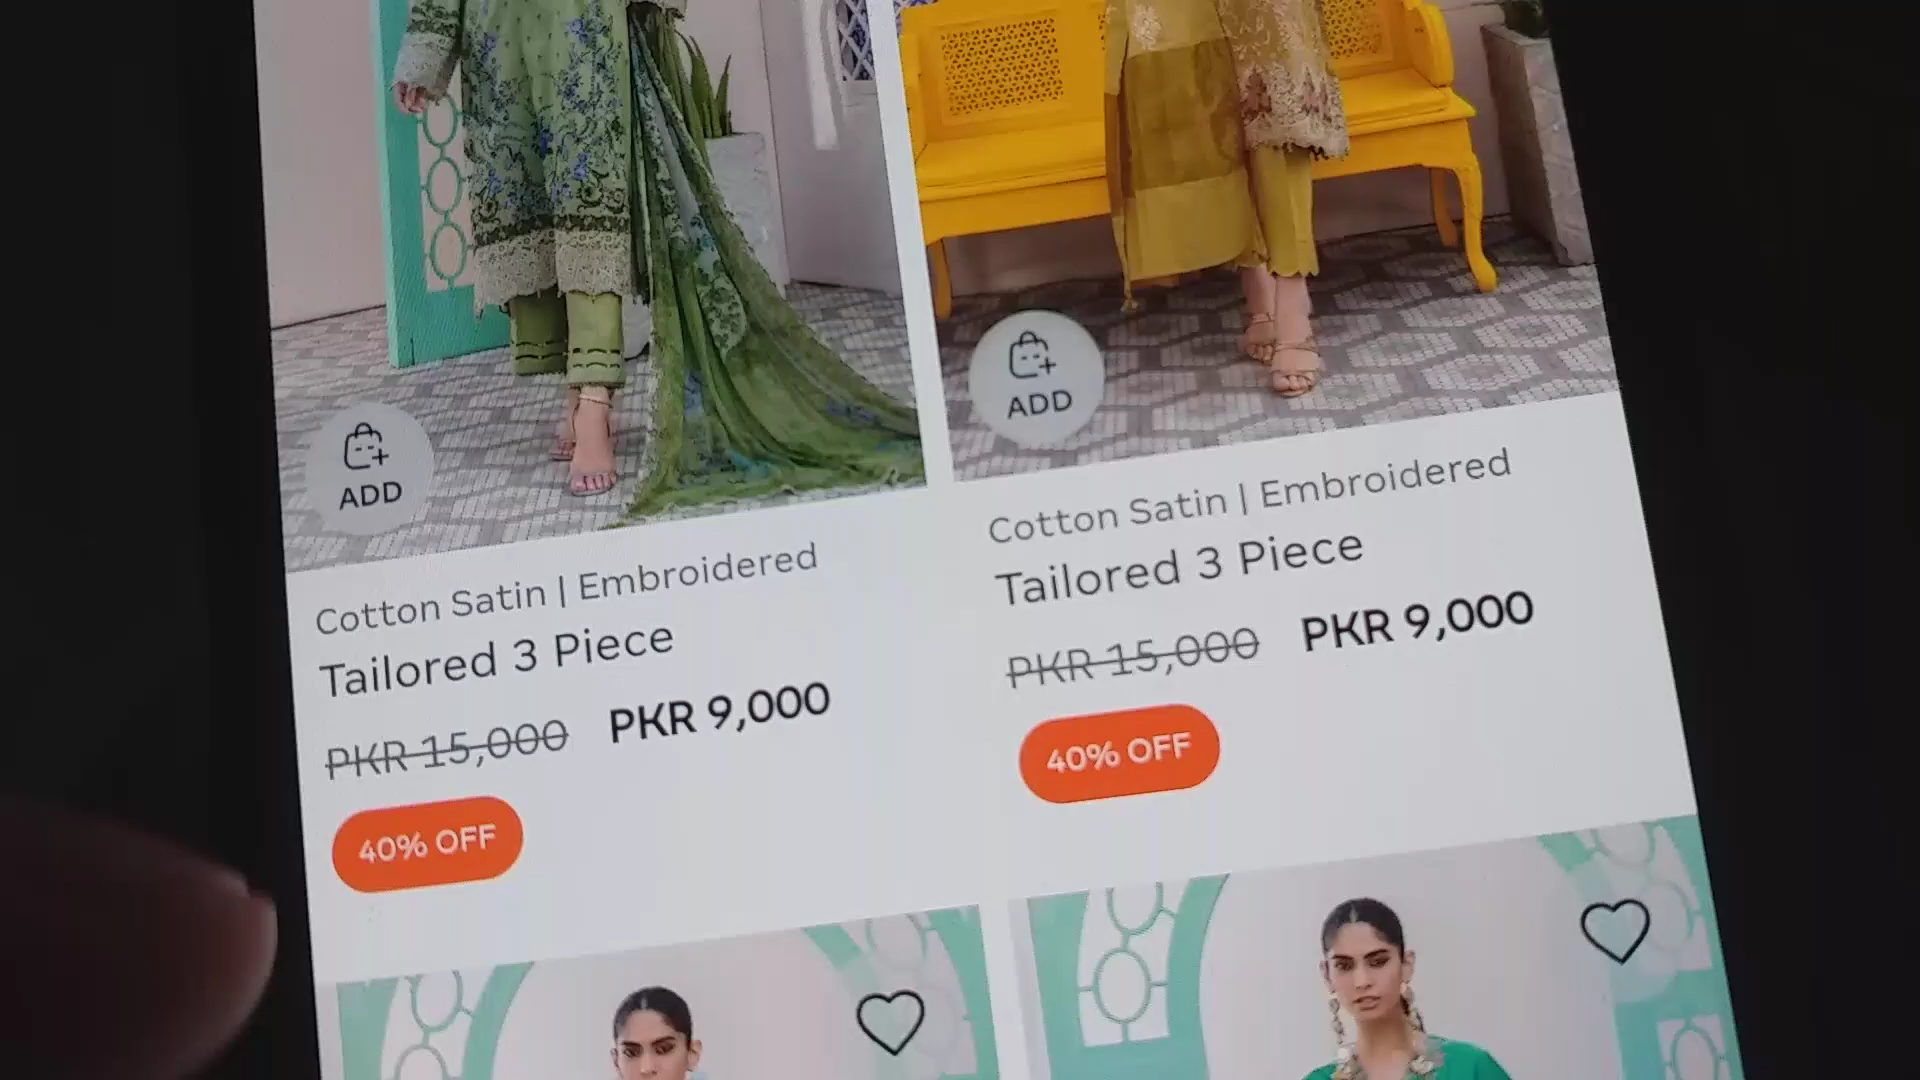 ADD
Cotton Satin | Embroidered
Tailored 3 Piece
PKR 15,000 PKR 9,000
40% OFF
ADD
Cotton Satin | Embroidered
Tailored 3 Piece
PKR 15,000 PKR 9,000
40% OFF